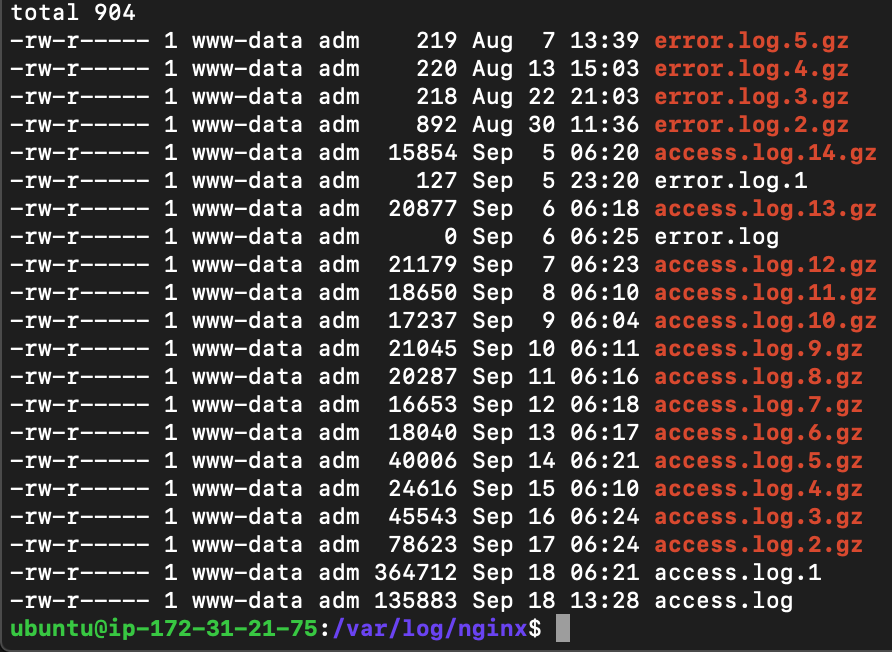 total 904
-rw-r----- 1 www-data adm    219 Aug  7 13:39 error.log.5.gz
-rw-r----- 1 www-data adm    220 Aug 13 15:03 error.log.4.gz
-rw-r----- 1 www-data adm    218 Aug 22 21:03 error.log.3.gz
-rw-r----- 1 www-data adm    892 Aug 30 11:36 error.log.2.gz
-rw-r----- 1 www-data adm  15854 Sep  5 06:20 access.log.14.gz
-rw-r----- 1 www-data adm    127 Sep  5 23:20 error.log.1
-rw-r----- 1 www-data adm  20877 Sep  6 06:18 access.log.13.gz
-rw-r----- 1 www-data adm      0 Sep  6 06:25 error.log
-rw-r----- 1 www-data adm  21179 Sep  7 06:23 access.log.12.gz
-rw-r----- 1 www-data adm  18650 Sep  8 06:10 access.log.11.gz
-rw-r----- 1 www-data adm  17237 Sep  9 06:04 access.log.10.gz
-rw-r----- 1 www-data adm  21045 Sep 10 06:11 access.log.9.gz
-rw-r----- 1 www-data adm  20287 Sep 11 06:16 access.log.8.gz
-rw-r----- 1 www-data adm  16653 Sep 12 06:18 access.log.7.gz
-rw-r----- 1 www-data adm  18040 Sep 13 06:17 access.log.6.gz
-rw-r----- 1 www-data adm  40006 Sep 14 06:21 access.log.5.gz
-rw-r----- 1 www-data adm  24616 Sep 15 06:10 access.log.4.gz
-rw-r----- 1 www-data adm  45543 Sep 16 06:24 access.log.3.gz
-rw-r----- 1 www-data adm  78623 Sep 17 06:24 access.log.2.gz
-rw-r----- 1 www-data adm 364712 Sep 18 06:21 access.log.1
-rw-r----- 1 www-data adm 135883 Sep 18 13:28 access.log
ubuntu@ip-172-31-21-75:/var/log/nginx$